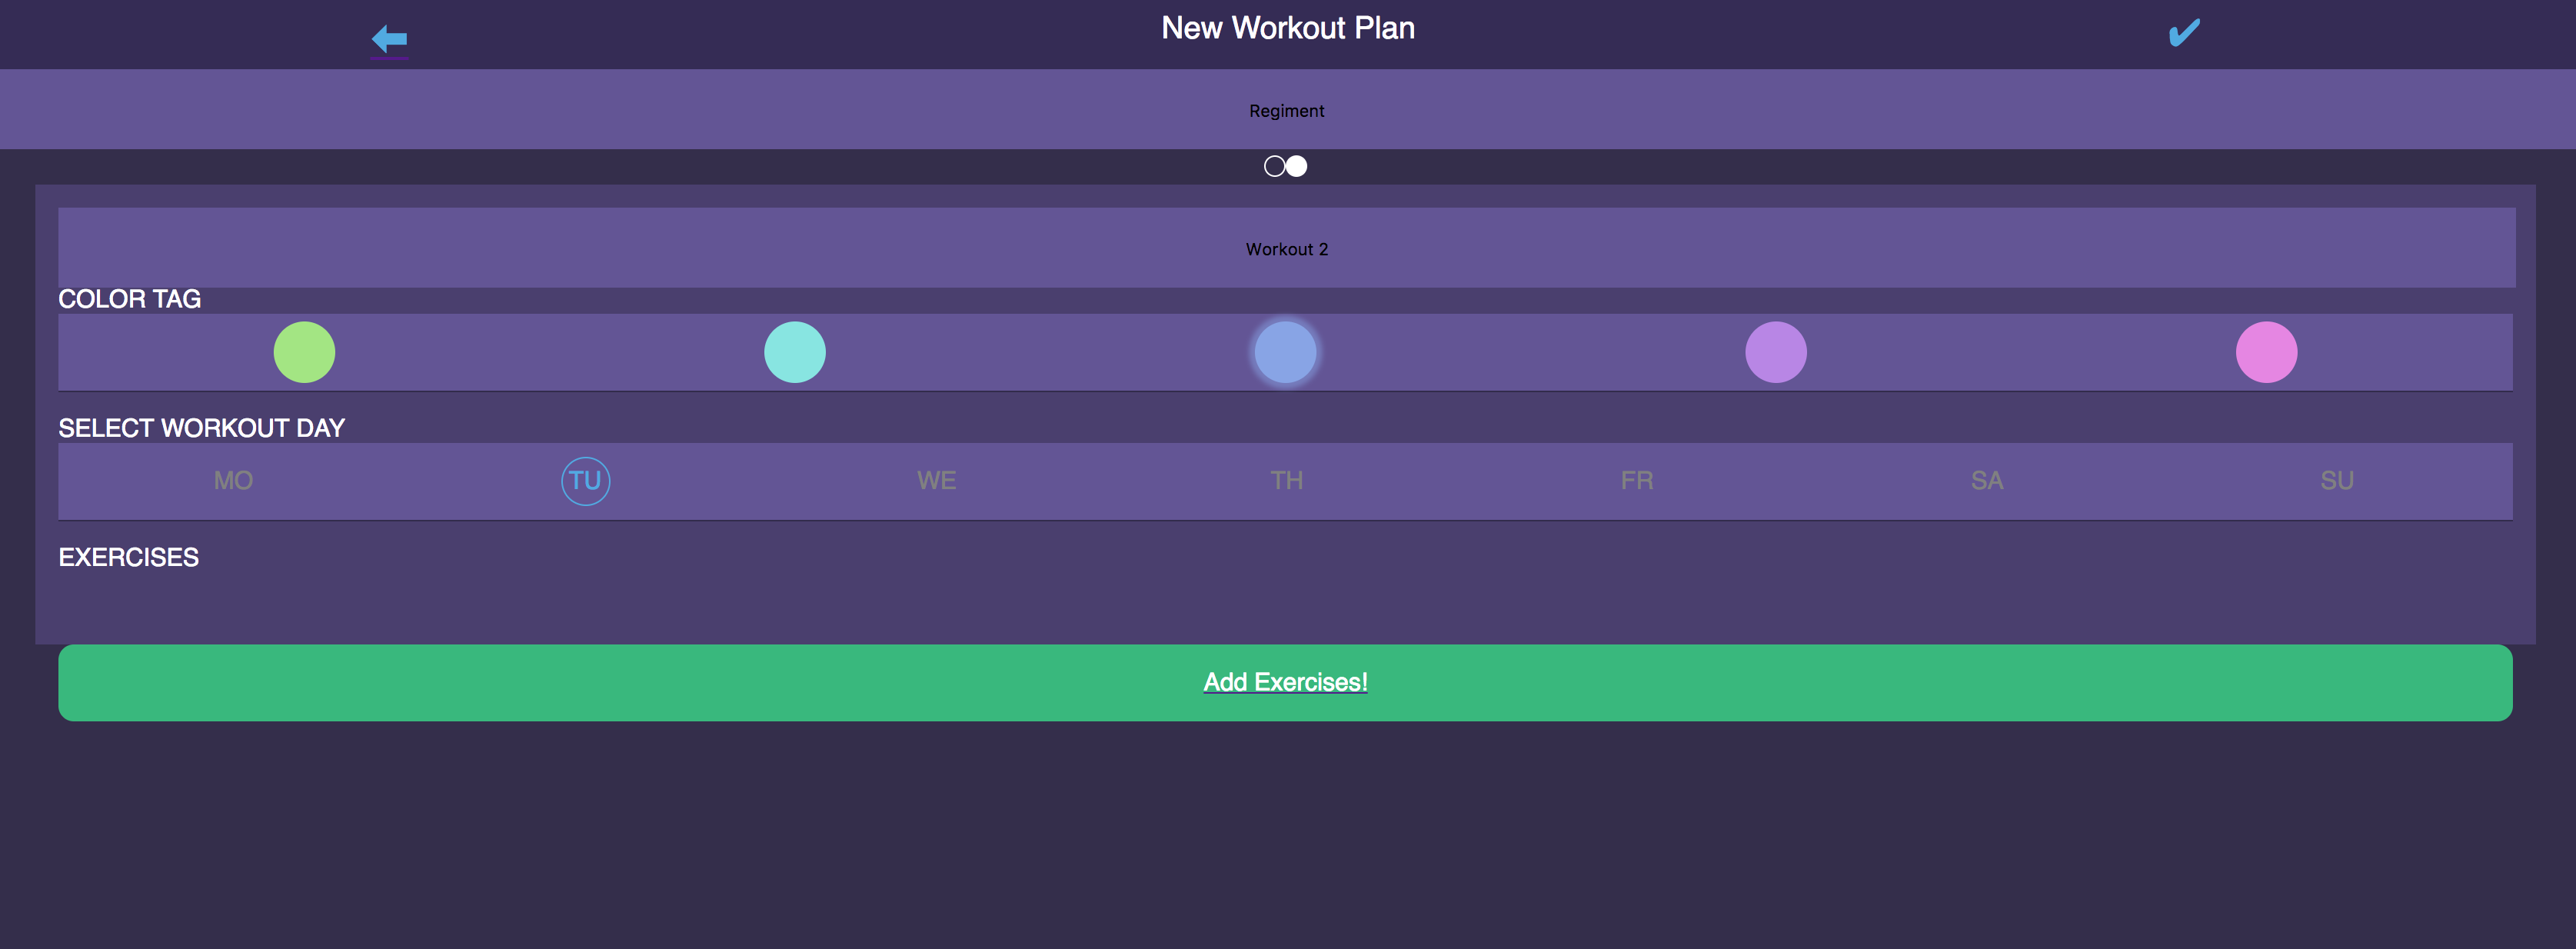 New Workout Plan
Regiment
Workout 2
COLOR TAG
SELECT WORKOUT DAY
MO TU WE TH FR SA SU
EXERCISES
Add Exercises!